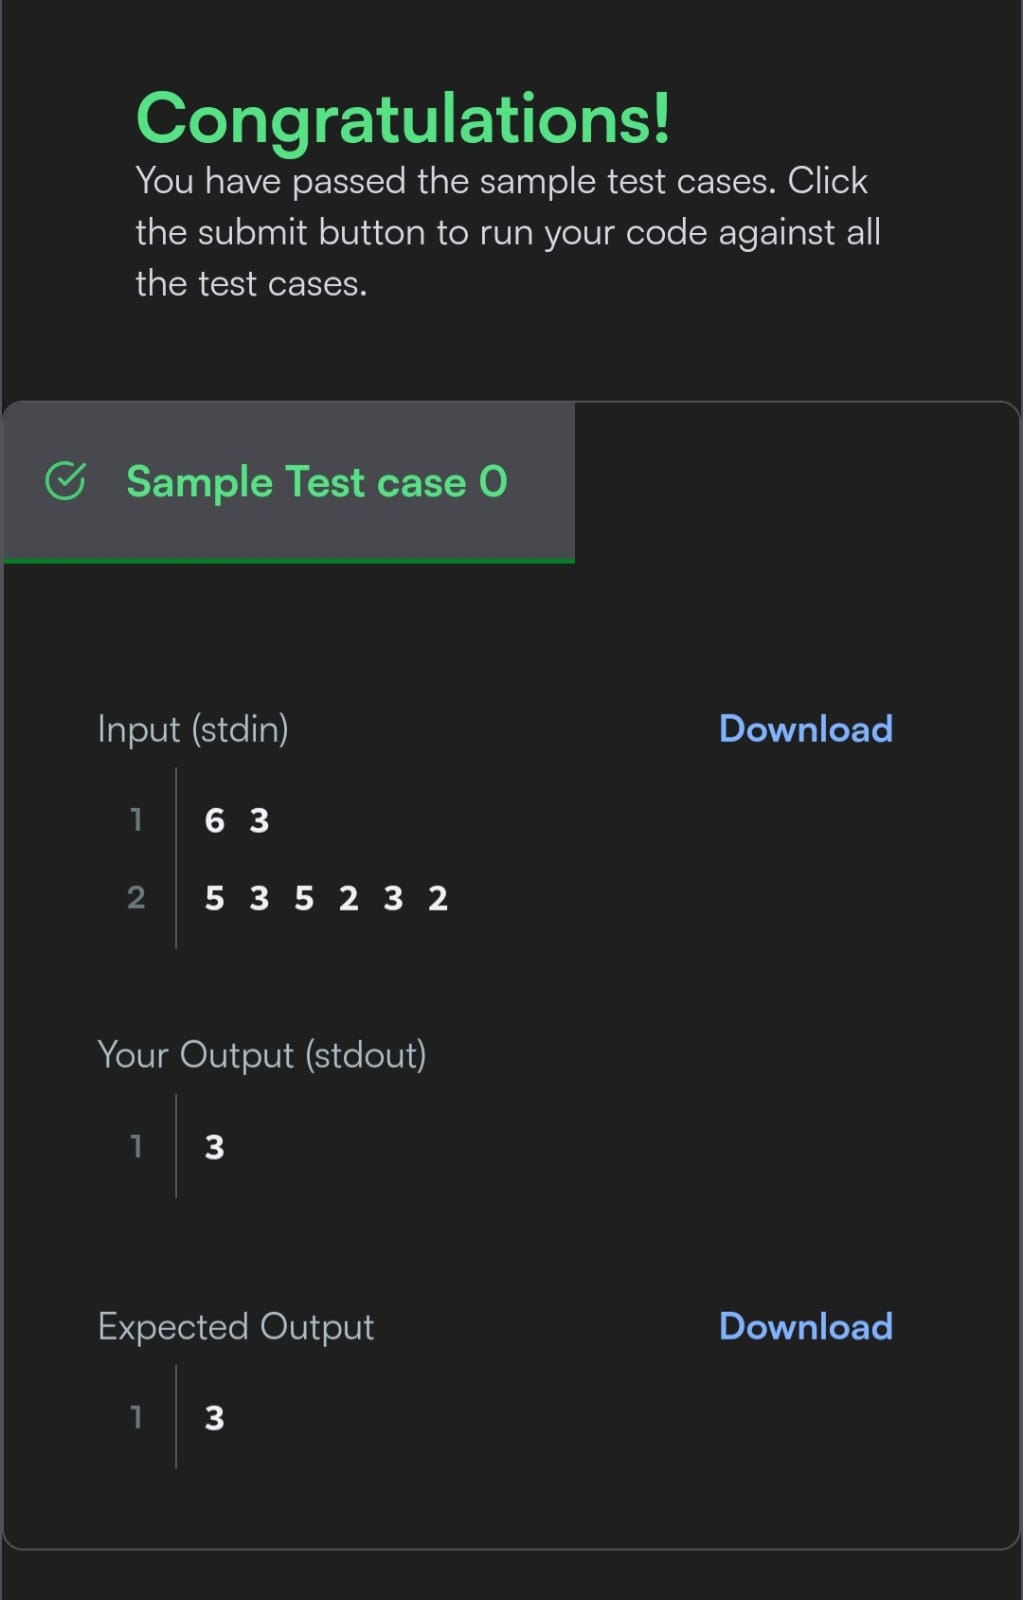 Congratulations!
You have passed the sample test cases. Click
the submit button to run your code against all
the test cases.
Sample Test case 0
Input (stdin)
Download
1 6 3
2 5 3 5 2 3 2
Your Output (stdout)
1 3
Expected Output
Download
1 3